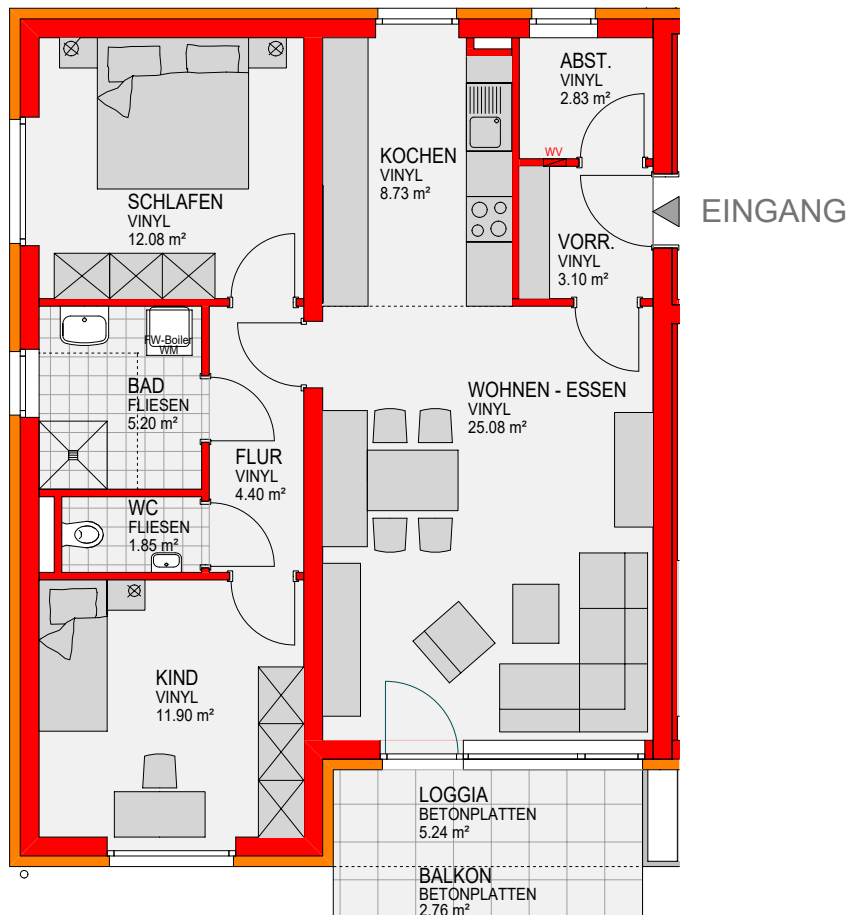 ABST.
VINYL
2.83 m²
WV
KOCHEN
VINYL
8.73 m²
SCHLAFEN
VINYL
12.08 m²
EINGANG
VORR.
VINYL
3.10 m²
FW-Boiler
WM
BAD
FLIESEN
5.20 m²
WOHNEN - ESSEN
VINYL
25.08 m²
FLUR
VINYL
4.40 m²
WC
FLIESEN
1.85 m²
KIND
VINYL
11.90 m²
LOGGIA
BETONPLATTEN
5.24 m²
BALKON
BETONPLATTEN
2.76 m²